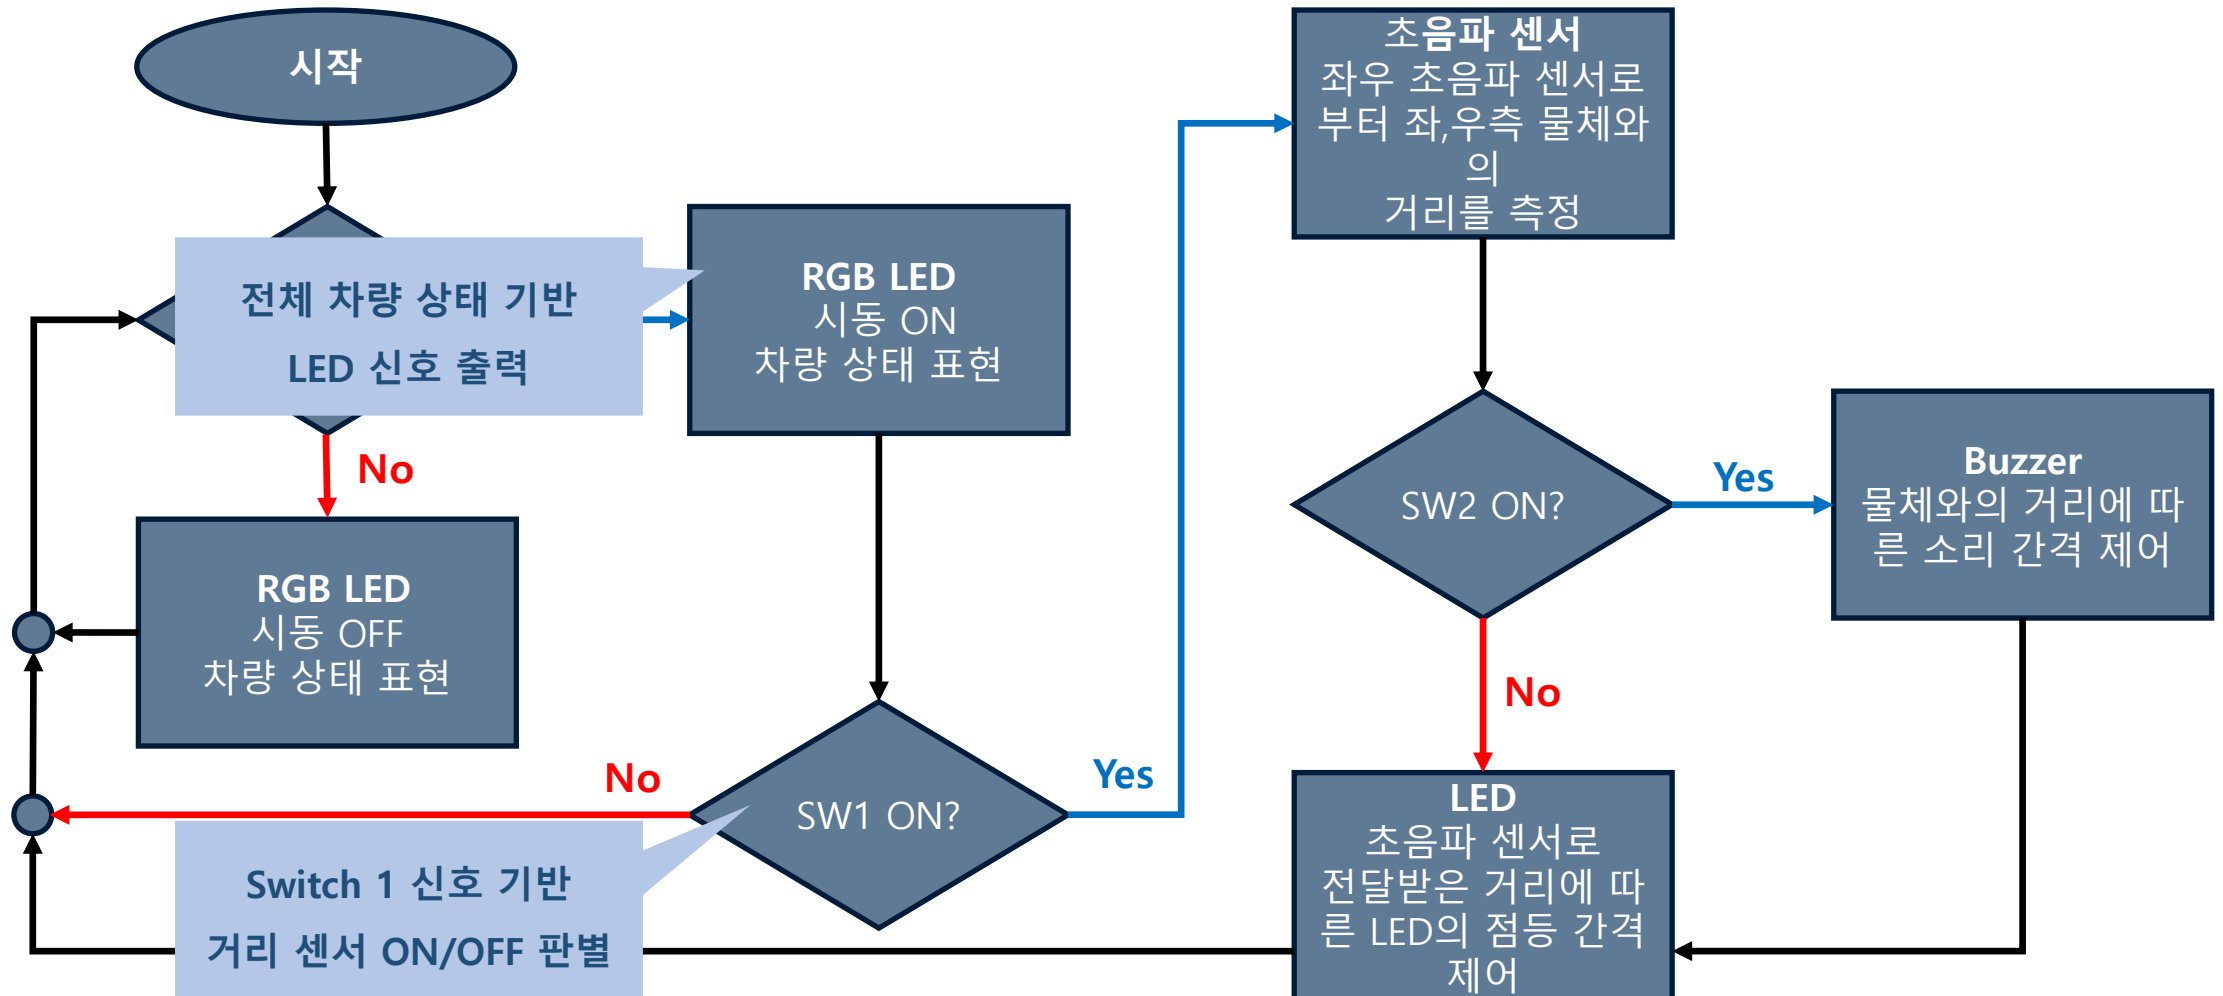 시작
전체 차량 상태 기반
LED 신호 출력
No
RGB LED
시동 OFF
차량 상태 표현
RGB LED
시동 ON
차량 상태 표현
No
SW1 ON?
Yes
Switch 1 신호 기반
거리 센서 ON/OFF 판별
초음파 센서
좌우 초음파 센서로
부터 좌,우측 물체와
의
거리를 측정
SW2 ON?
Yes
Buzzer
물체와의 거리에 따
른 소리 간격 제어
No
LED
초음파 센서로
전달받은 거리에 따
른 LED의 점등 간격
제어